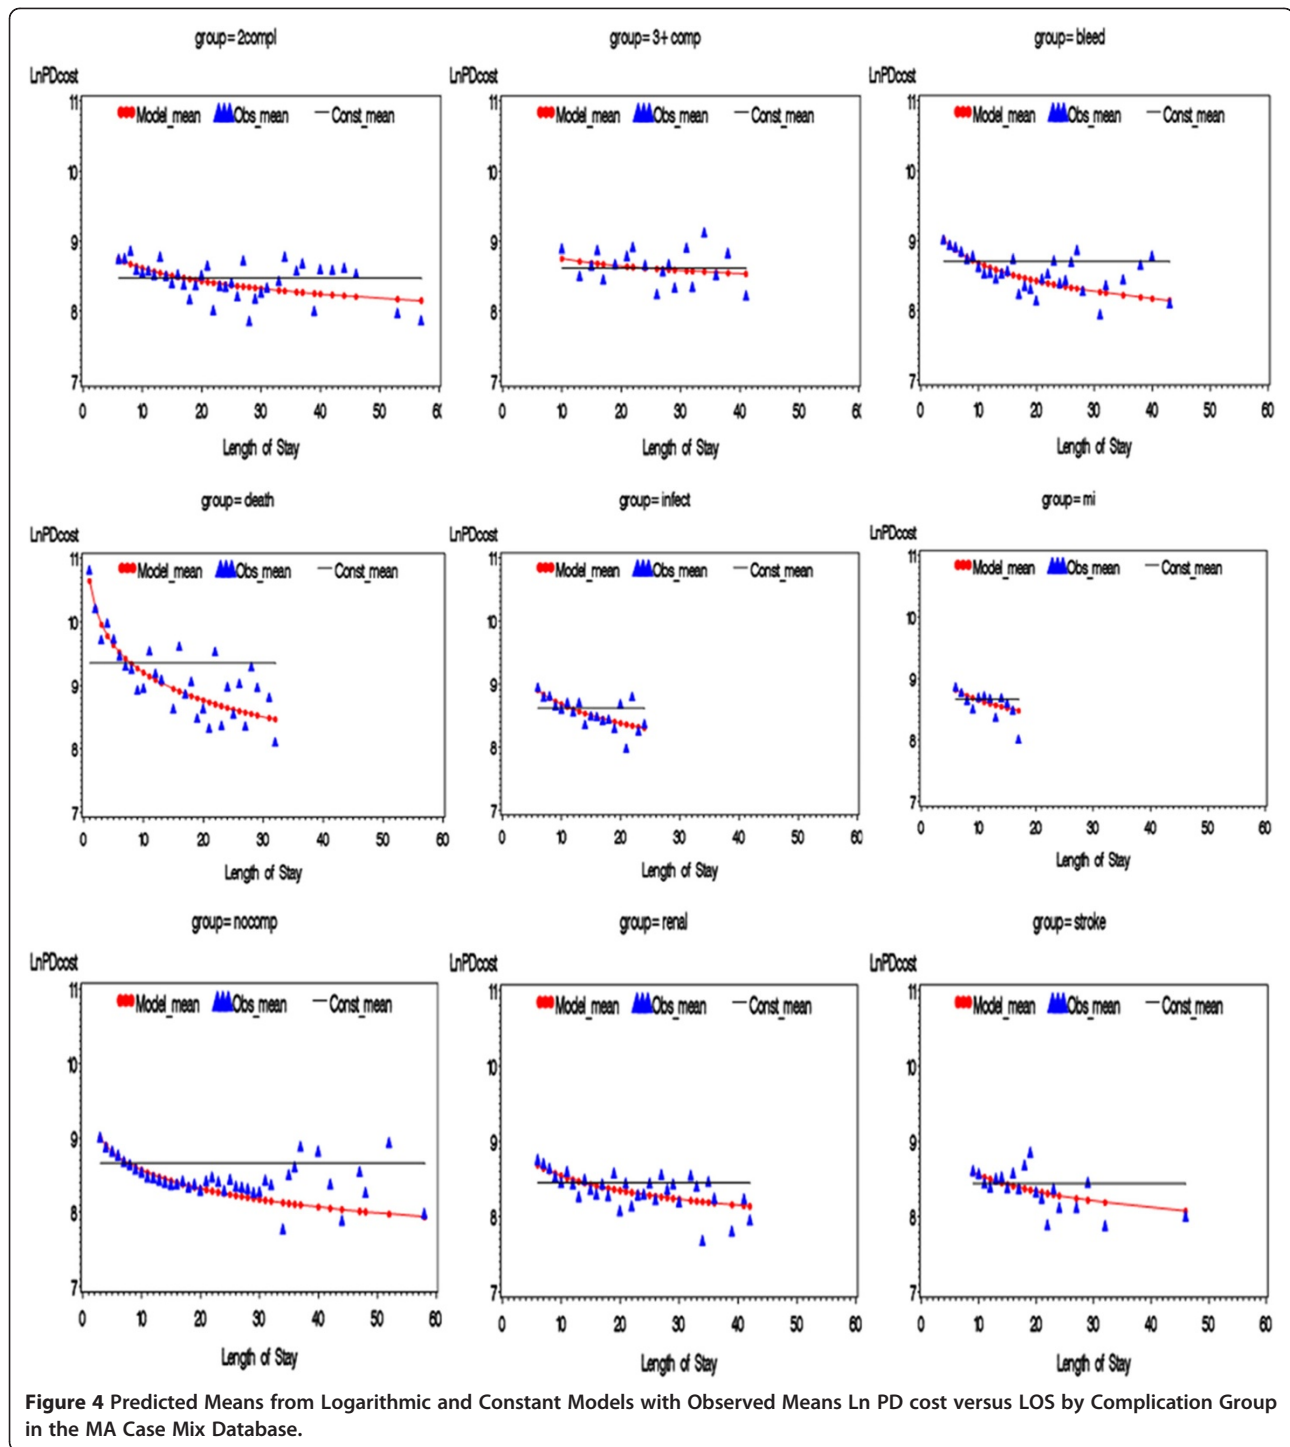 group= 2compl
group= 3+ comp
group= bleed
LnPDcost
LnPDcost
LnPDcost
Model_mean Obs_mean Const_mean
Model_mean Obs_mean Const_mean
Model_mean Obs_mean Const_mean
11
10
9
8
7
11
10
9
8
7
11
10
9
8
7
0 10 20 30 40 50 6
0 10 20 30 40 50 60
0 10 20 30 40 50 60
Length of Stay
Length of Stay
Length of Stay
group= death
group= infect
group= mi
LnPDcost
LnPDcost
LnPDcost
Model_mean Obs_mean Const_mean
Model_mean Obs_mean Const_mean
Model_mean Obs_mean Const_mean
11
10
9
8
7
11
10
9
8
7
11
10
9
8
7
0 10 20 30 40 50 60
0 10 20 30 40 50 60
0 10 20 30 40 50 60
Length of Stay
Length of Stay
Length of Stay
group= nocomp
group= renal
group= stroke
LnPDcost
LnPDcost
LnPDcost
Model_mean Obs_mean Const_mean
Model_mean Obs_mean Const_mean
Model_mean Obs_mean Const_mean
11
10
9
8
7
11
10
9
8
7
11
10
9
8
7
0 10 20 30 40 50 60
0 10 20 30 40 50 60
0 10 20 30 40 50 60
Length of Stay
Length of Stay
Length of Stay
Figure 4 Predicted Means from Logarithmic and Constant Models with Observed Means Ln PD cost versus LOS by Complication Group
in the MA Case Mix Database.